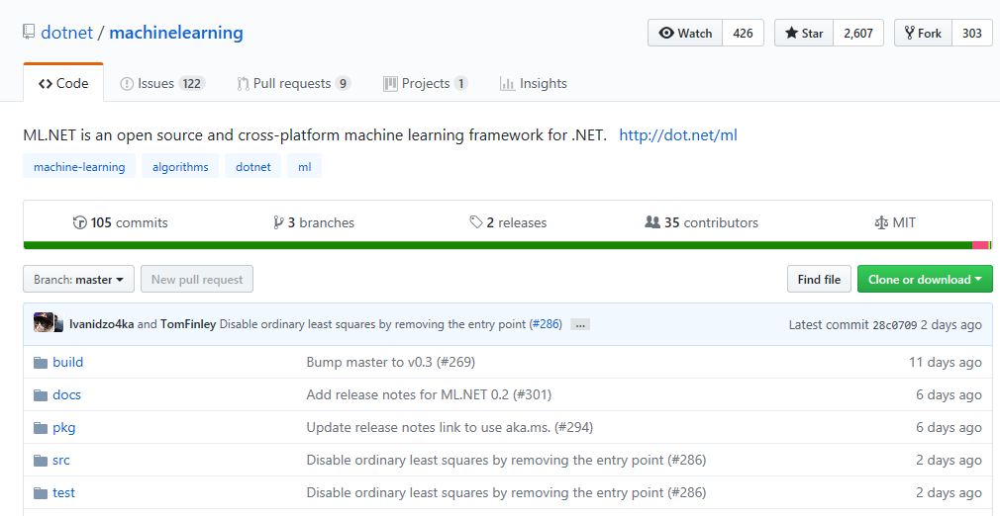 dotnet / machinelearning Watch 426 Star 2,607 Fork 303
Code Issues 122 Pull requests 9 Projects 1 Insights
ML.NET is an open source and cross-platform machine learning framework for .NET. http://dot.net/ml
machine-learning algorithms dotnet ml
105 commits 3 branches 2 releases 35 contributors MIT
Branch: master New pull request Find file Clone or download
Ivanidzo4ka and TomFinley Disable ordinary least squares by removing the entry point (#286) ... Latest commit 28c0709 2 days ago
build Bump master to v0.3 (#269) 11 days ago
docs Add release notes for ML.NET 0.2 (#301) 6 days ago
pkg Update release notes link to use aka.ms. (#294) 6 days ago
src Disable ordinary least squares by removing the entry point (#286) 2 days ago
test Disable ordinary least squares by removing the entry point (#286) 2 days ago